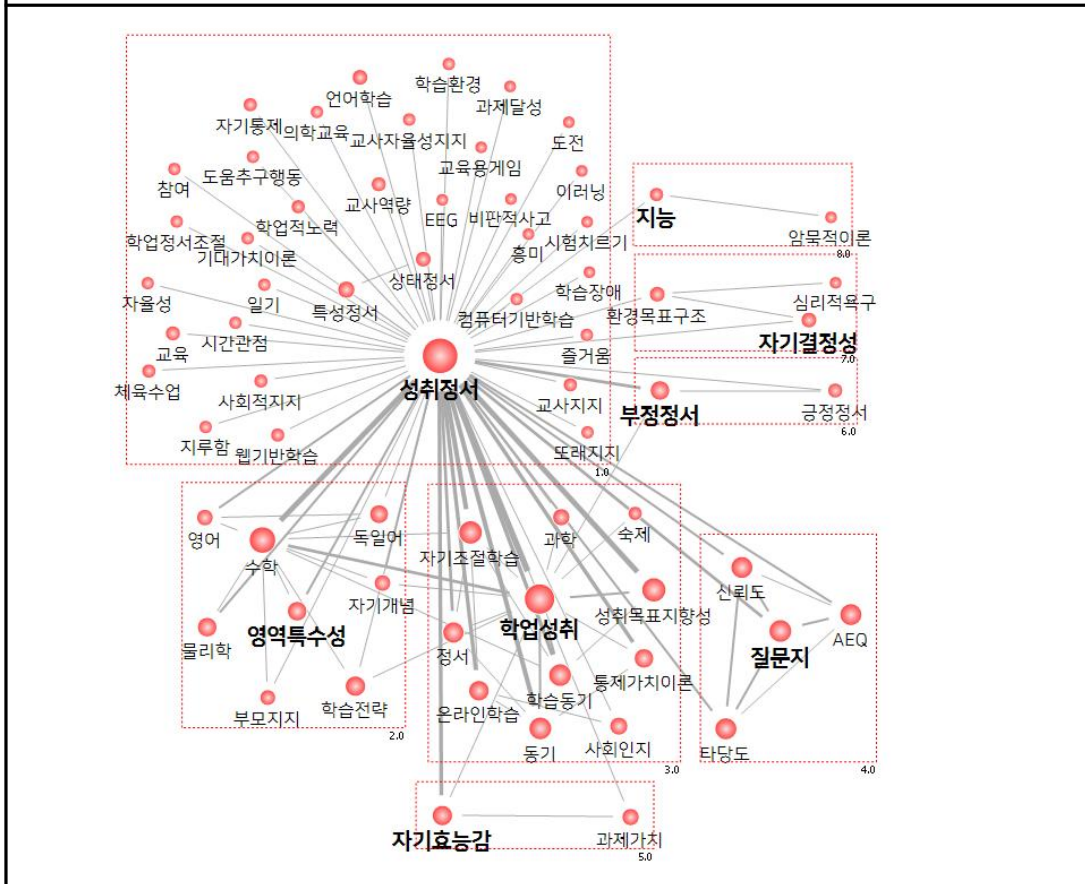 학습환경
언어학습
과제달성
자기통제
의학교육
교사자율성지지
도전
교육용게임
참여
도움추구행동
이러닝
교사역량
EEG
비판적사고
지능
학업적노력
시험치르기
암묵적이론
학업정서조절
기대가치이론
흥미
8.0
상태정서
자율성
일기
특성정서
컴퓨터기반학습
학습장애
환경목표구조
심리적욕구
교육
시간관점
즐거움
자기결정성
7.0
체육수업
성취정서
사회적지지
교사지지
부정정서
긍정정서
6.0
지루함
웹기반학습
또래지지
1.0
영어
수학
독일어
자기조절학습
과학
숙제
신뢰도
자기개념
성취목표지향성
물리학
영역특수성
정서
학업성취
질문지
AEQ
부모지지
학습전략
온라인학습
학습동기
통제가치이론
2.0
동기
사회인지
타당도
3.0
4.0
자기효능감
과제가치
5.0